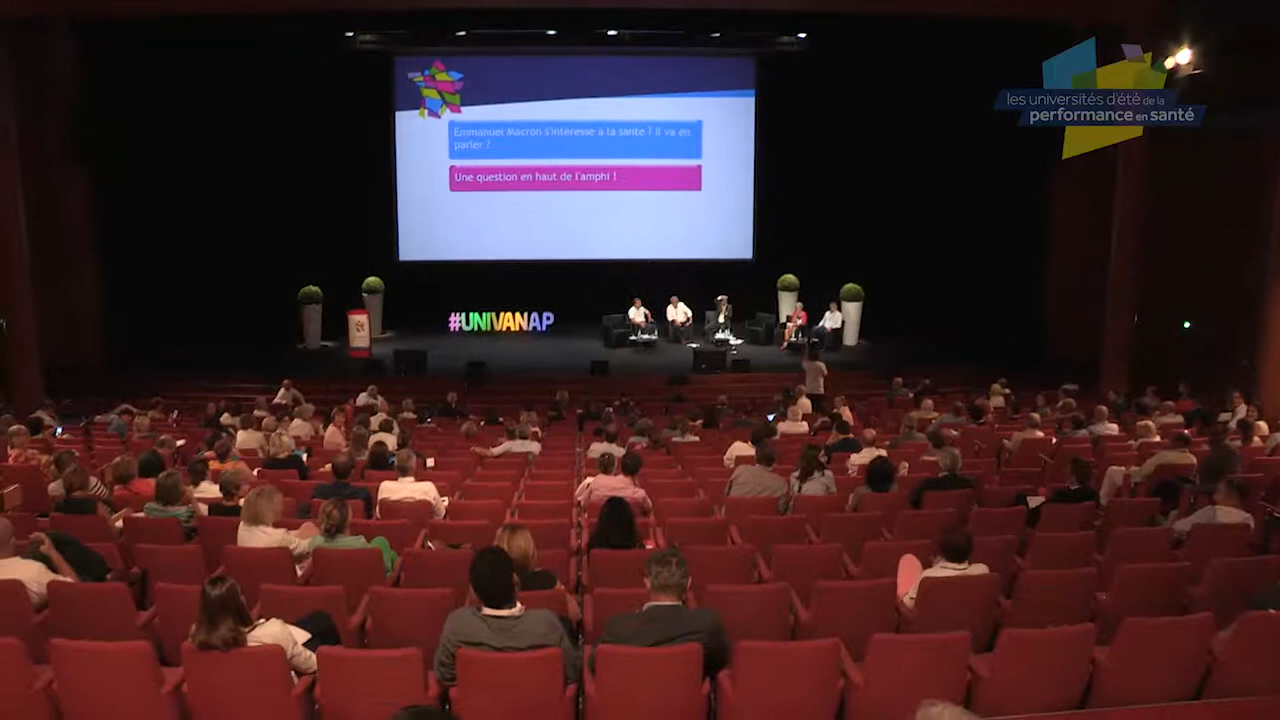 les universités d'été de la
performance en santé
Emmanuel Macron s'intéresse à la santé ? Il va en
parler ?
Une question en haut de l'amphi !
#UNIVANAP